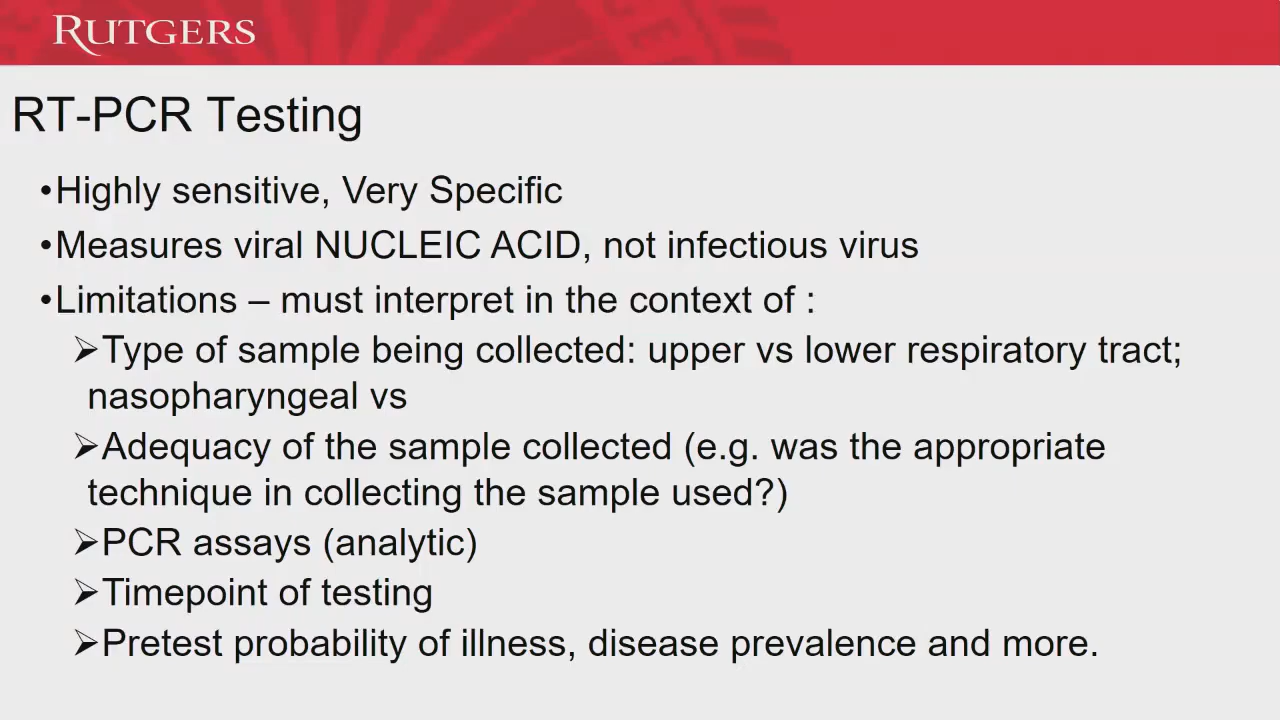 RUTGERS
RT-PCR Testing
•Highly sensitive, Very Specific
•Measures viral NUCLEIC ACID, not infectious virus
•Limitations – must interpret in the context of :
➢Type of sample being collected: upper vs lower respiratory tract;
nasopharyngeal vs
➢Adequacy of the sample collected (e.g. was the appropriate
technique in collecting the sample used?)
➢PCR assays (analytic)
➢Timepoint of testing
➢Pretest probability of illness, disease prevalence and more.